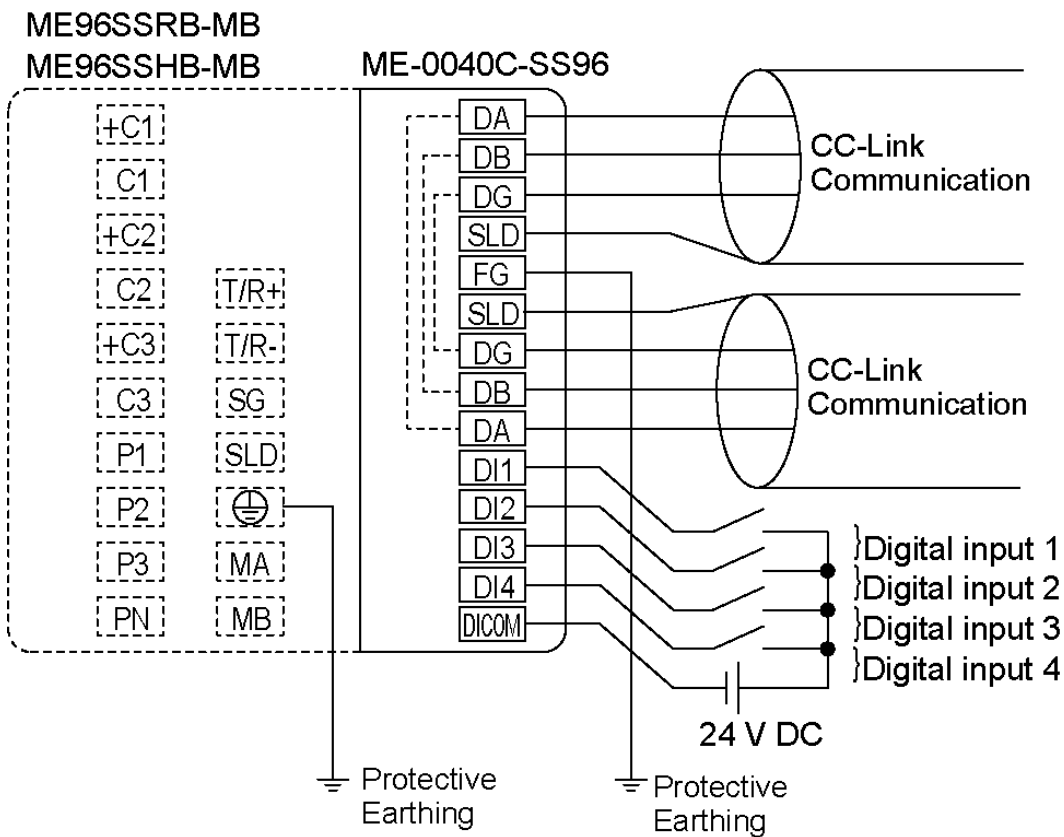 ME96SSRB-MB
ME96SSHB-MB
ME-0040C-SS96
+C1
C1
+C2
C2
+C3
C3
P1
P2
P3
PN
T/R+
T/R-
SG
SLD
MA
MB
DA
DB
DG
SLD
FG
SLD
DG
DB
DA
DI1
DI2
DI3
DI4
DICOM
CC-Link
Communication
CC-Link
Communication
}Digital input 1
}Digital input 2
}Digital input 3
}Digital input 4
24 V DC
Protective
Earthing
Protective
Earthing